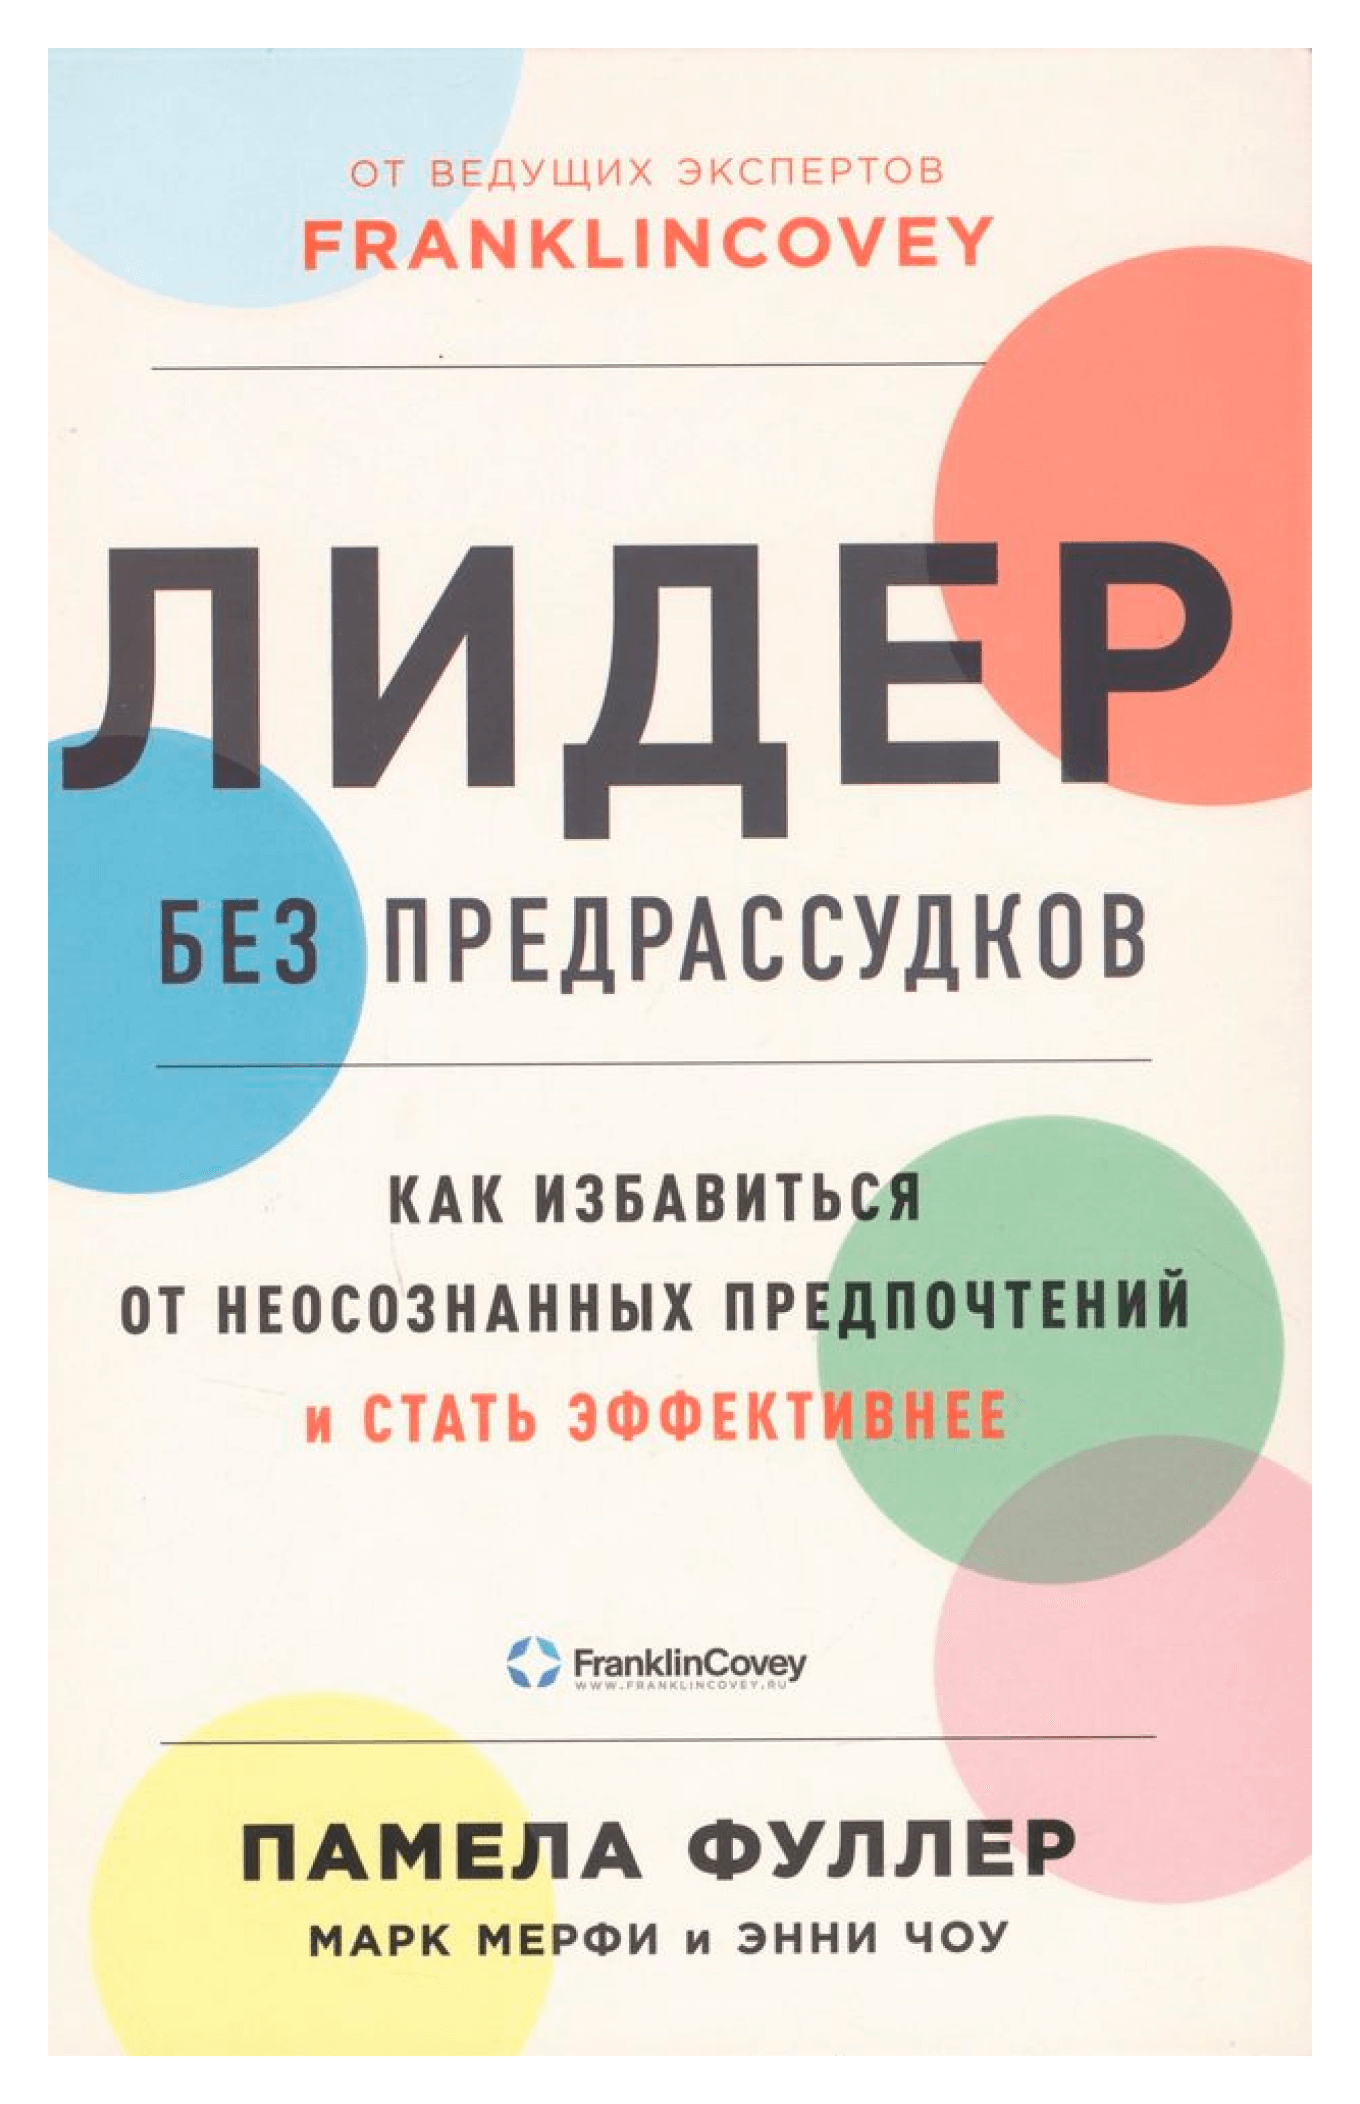 ОТ ВЕДУЩИХ ЭКСПЕРТОВ
FRANKLINCOVEY
ЛИДЕР
БЕЗ ПРЕДРАССУДКОВ
КАК ИЗБАВИТЬСЯ
ОТ НЕОСОЗНАННЫХ ПРЕДПОЧТЕНИЙ
и СТАТЬ ЭФФЕКТИВНЕЕ
FranklinCovey
WWW.FRANKLINCOVEY.RU
ПАМЕЛА ФУЛЛЕР
МАРК МЕРФИ и ЭННИ ЧОУ